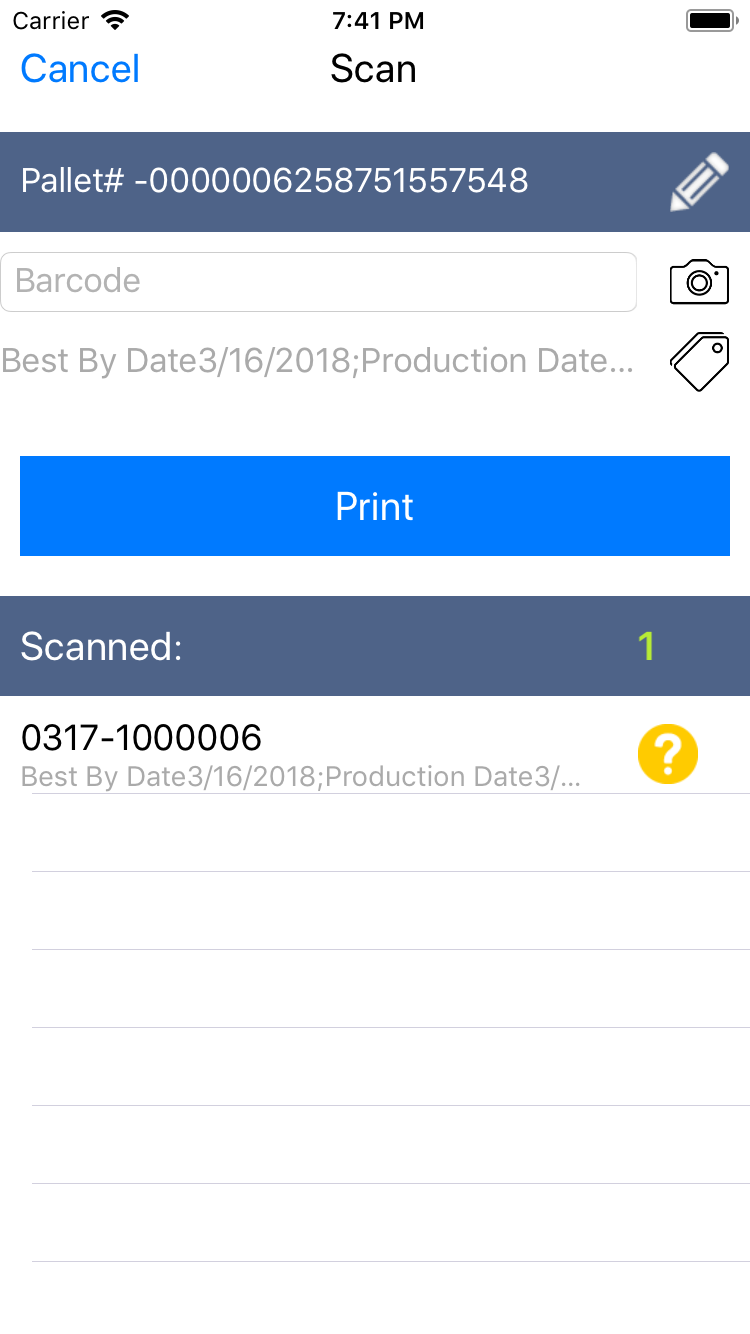 Carrier 7:41 PM
Cancel Scan
Pallet# -0000006258751557548
Barcode
Best By Date3/16/2018;Production Date...
Print
Scanned: 1
0317-1000006
?
Best By Date3/16/2018;Production Date3/...